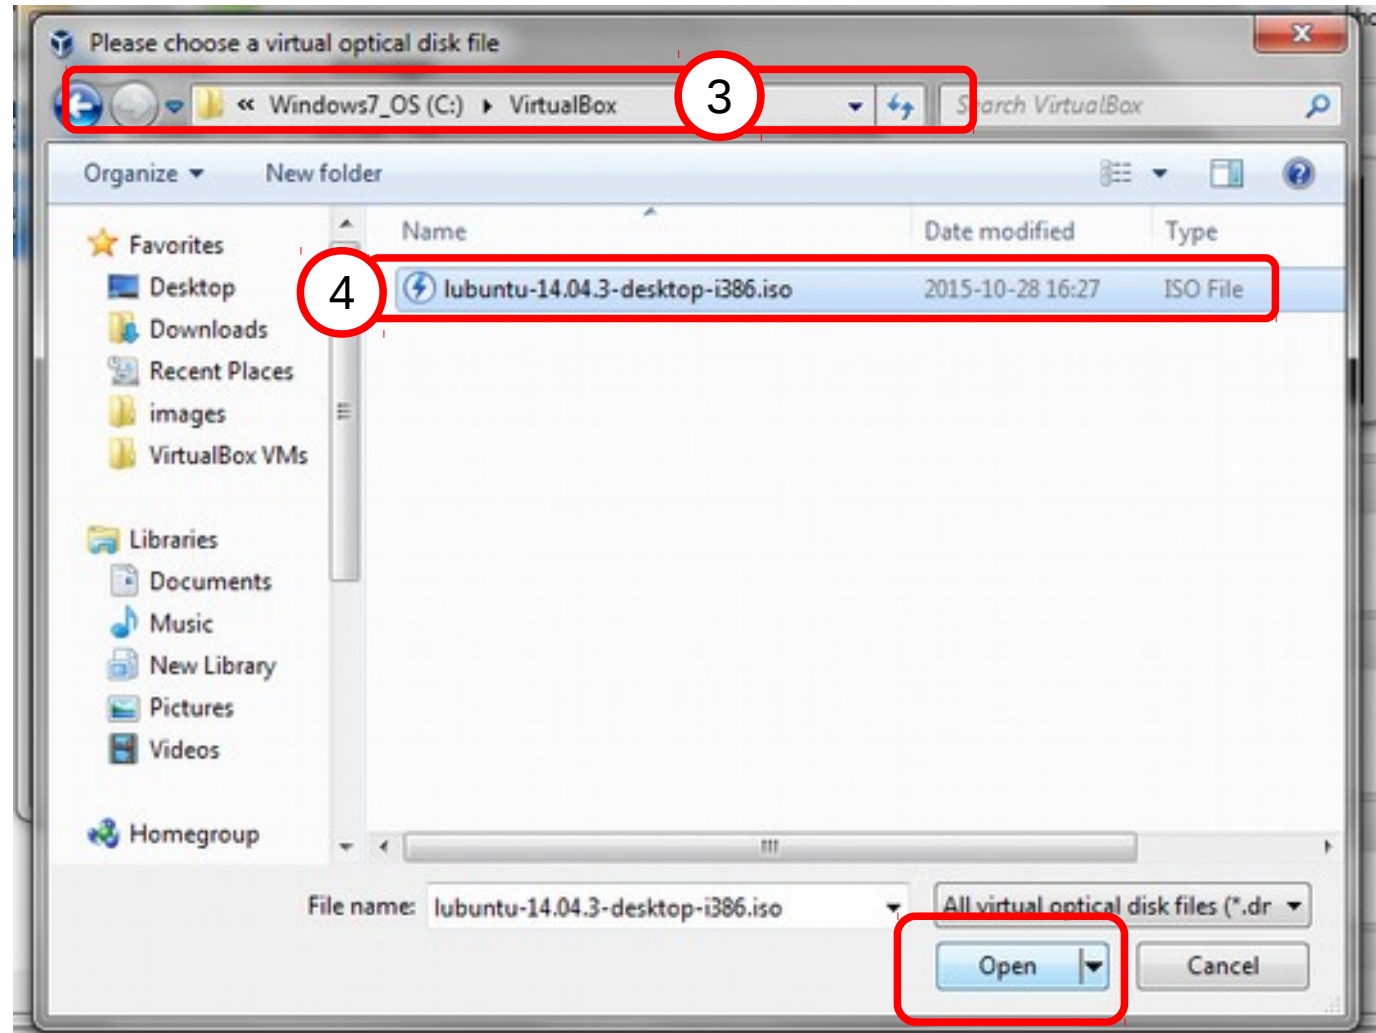 Please choose a virtual optical disk file
« Windows7_OS (C:) VirtualBox 3 Search VirtualBox
Organize New folder
Name Date modified Type
4 lubuntu-14.04.3-desktop-i386.iso 2015-10-28 16:27 ISO File
Favorites
Desktop
Downloads
Recent Places
images
VirtualBox VMs
Libraries
Documents
Music
New Library
Pictures
Videos
Homegroup
File name: lubuntu-14.04.3-desktop-i386.iso All virtual optical disk files (*.dr
Open Cancel